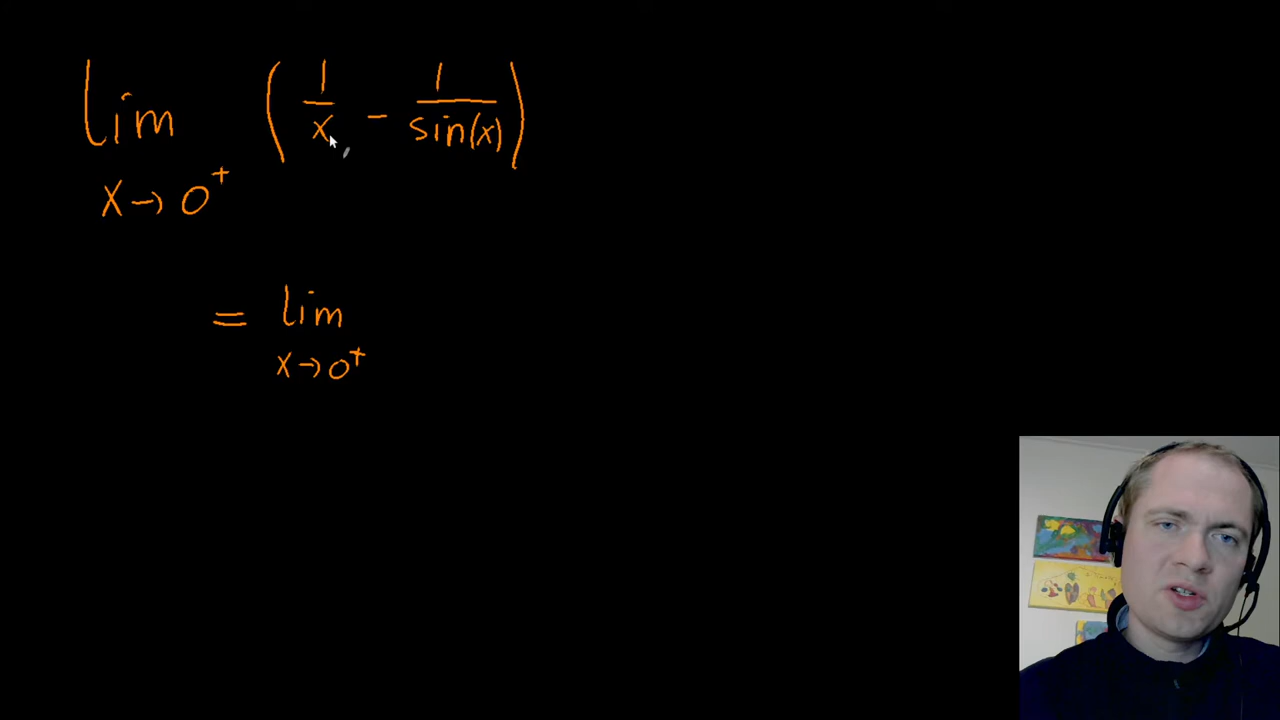 lim (1/x - 1/sin(x))
x→0⁺
= lim
x→0⁺